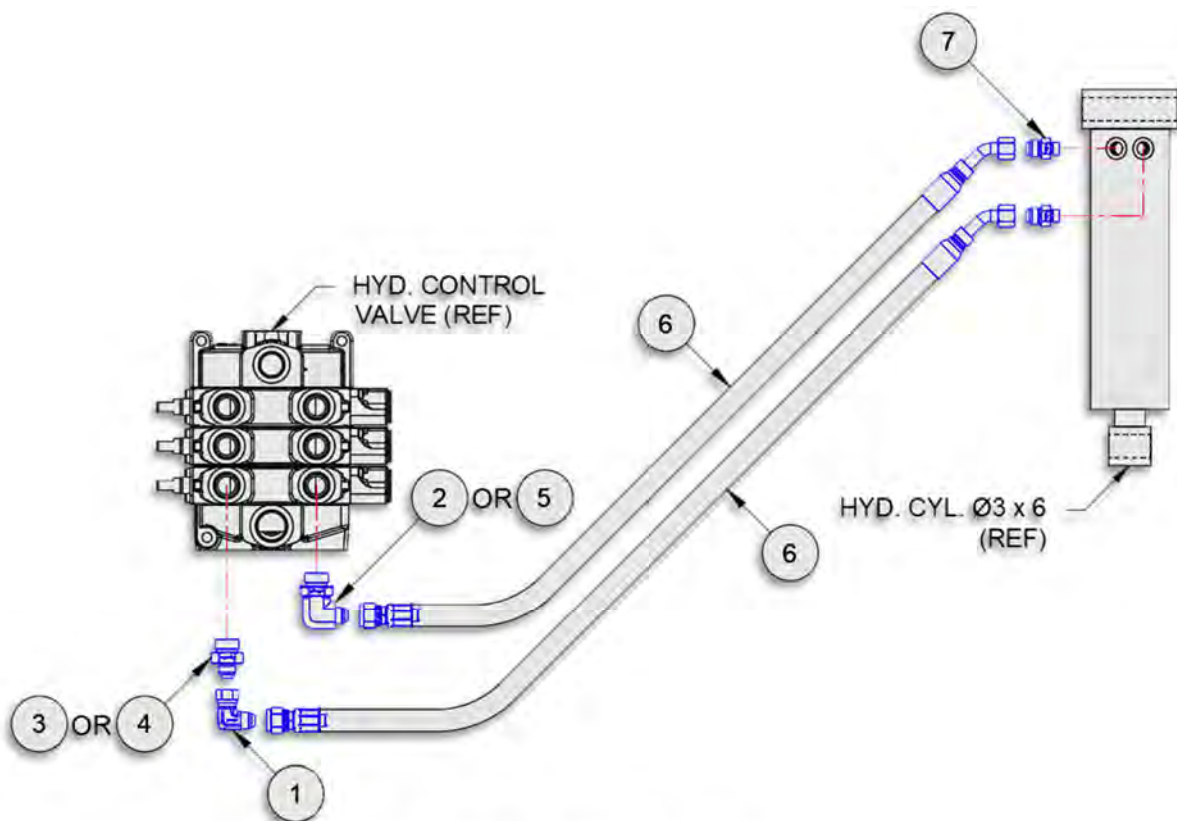 7
HYD. CONTROL
VALVE (REF)
6
2 OR 5
HYD. CYL. Ø3 x 6
(REF)
6
3 OR 4
1